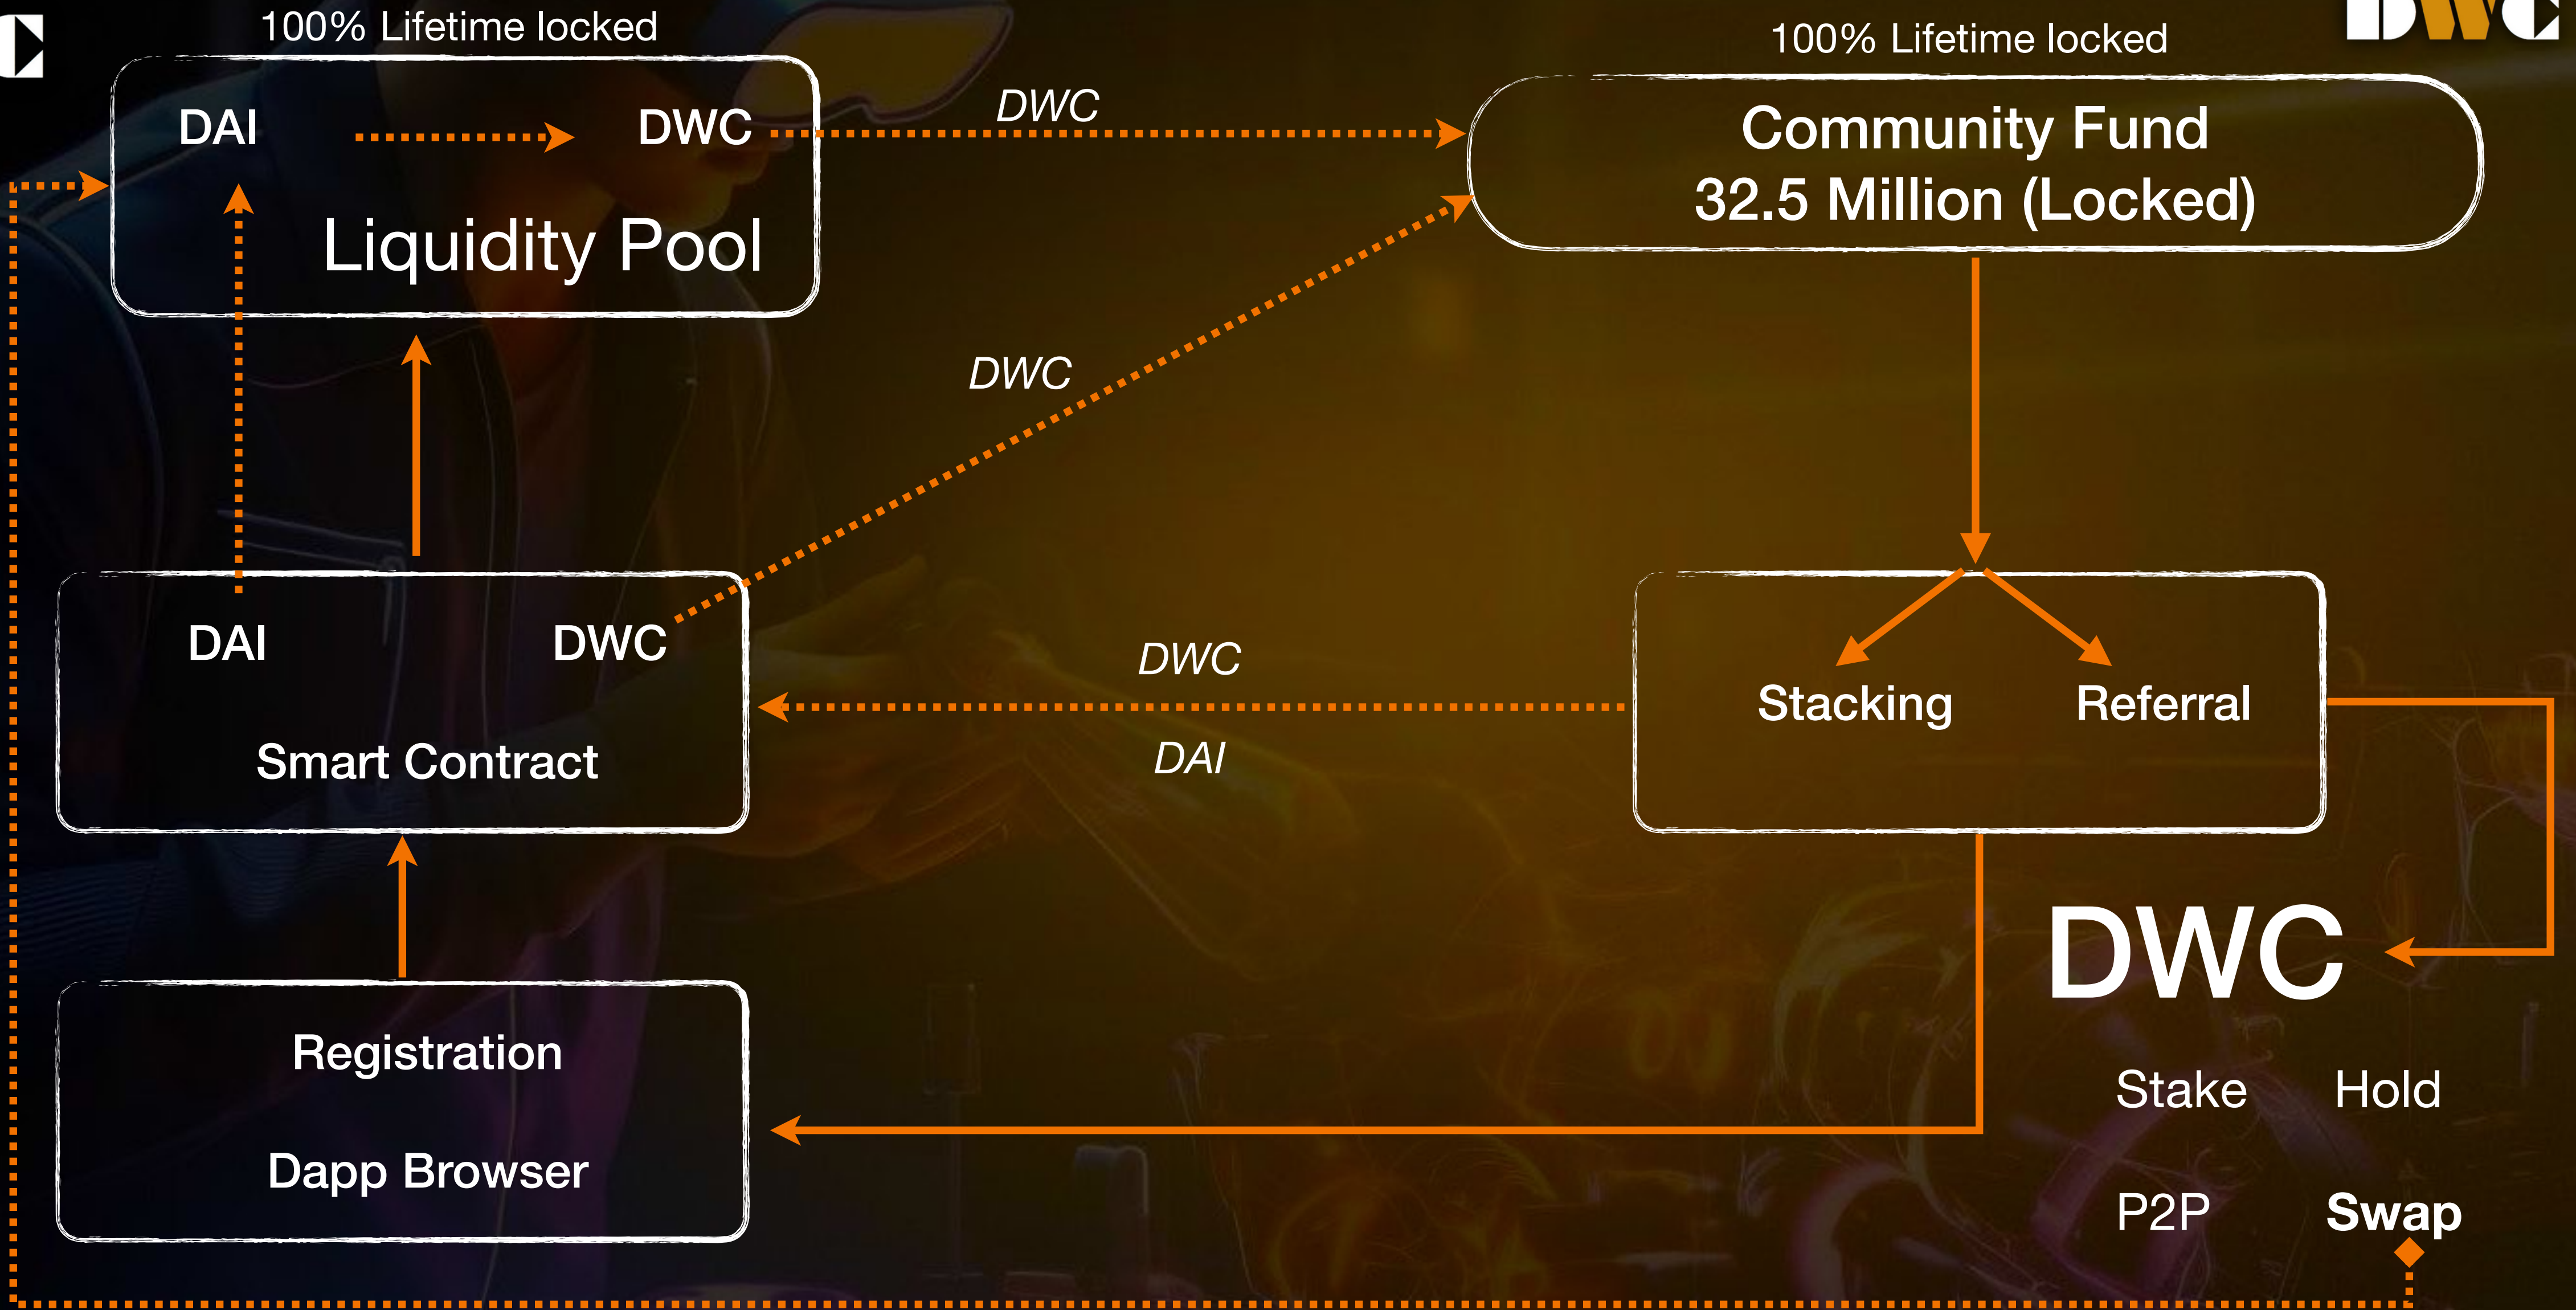 100% Lifetime locked
DAI
DWC
Liquidity Pool
DWC
100% Lifetime locked
DWC
Community Fund
32.5 Million (Locked)
DWC
DAI
DWC
Smart Contract
DWC
DAI
Stacking
Referral
Registration
Dapp Browser
DWC
Stake
Hold
P2P
Swap